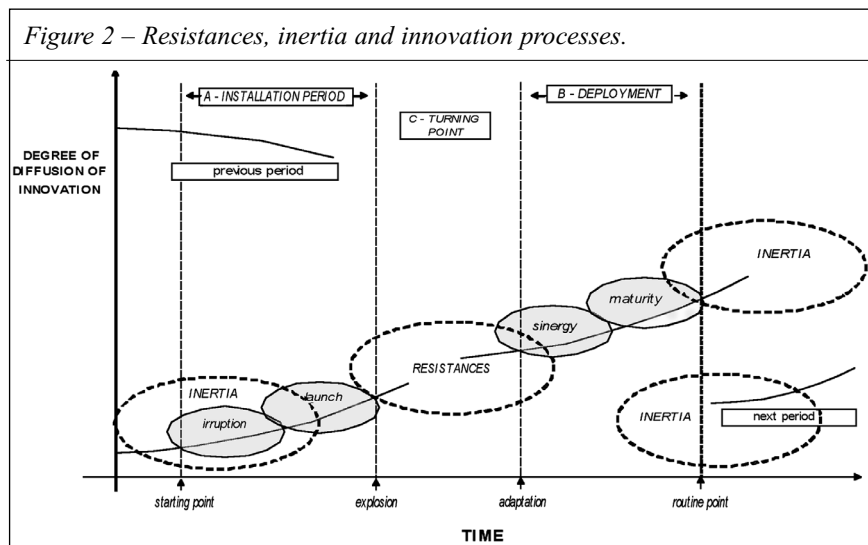 Figure 2 – Resistances, inertia and innovation processes.
A - INSTALLATION PERIOD
B - DEPLOYMENT
C - TURNING
POINT
DEGREE OF
DIFFUSION OF
INNOVATION
previous period
INERTIA
maturity
sinergy
RESISTANCES
INERTIA
launch
irruption
INERTIA
next period
starting point
explosion
adaptation
routine point
TIME